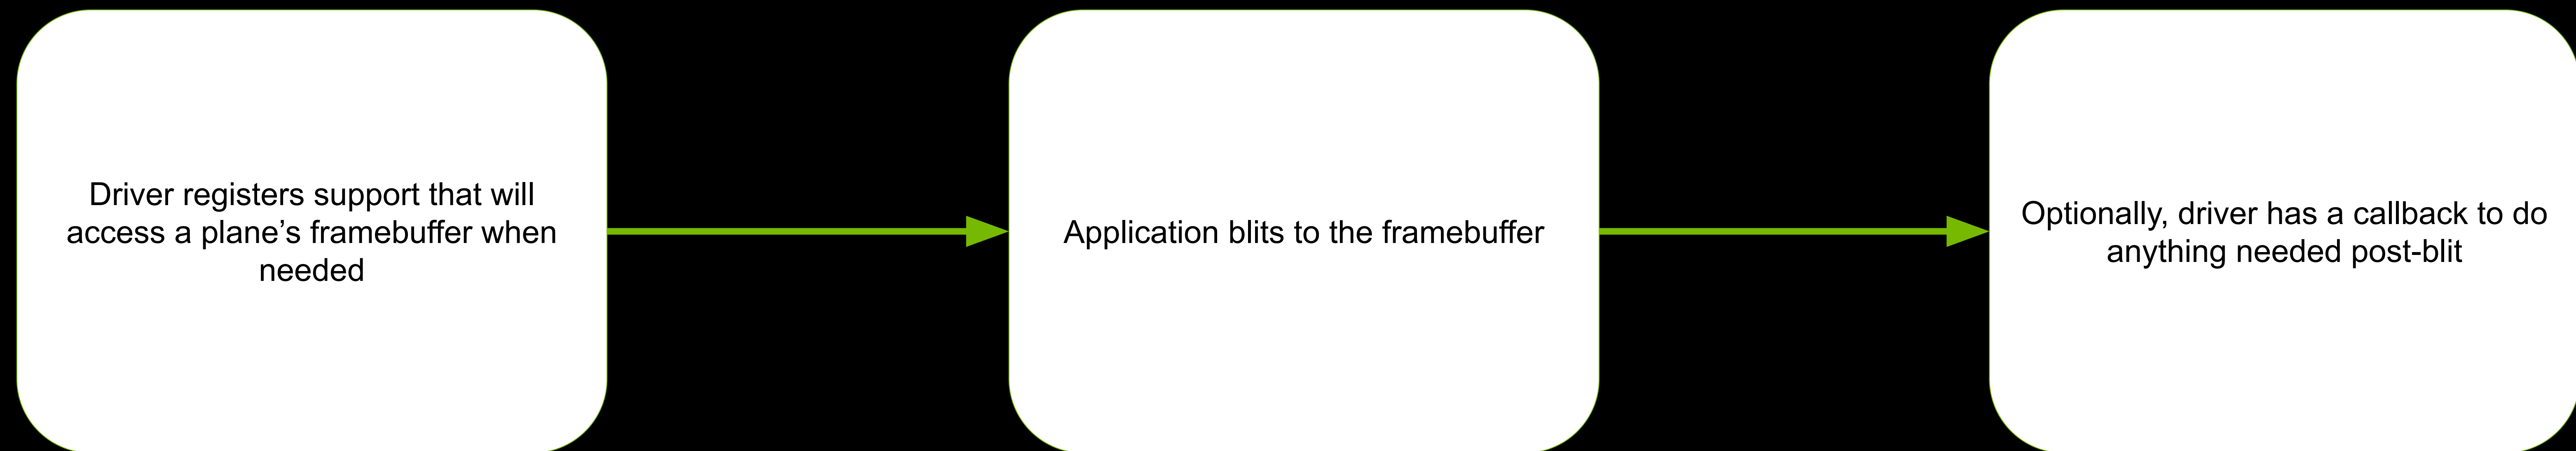 Driver registers support that will
access a plane’s framebuffer when
needed
Application blits to the framebuffer
Optionally, driver has a callback to do
anything needed post-blit